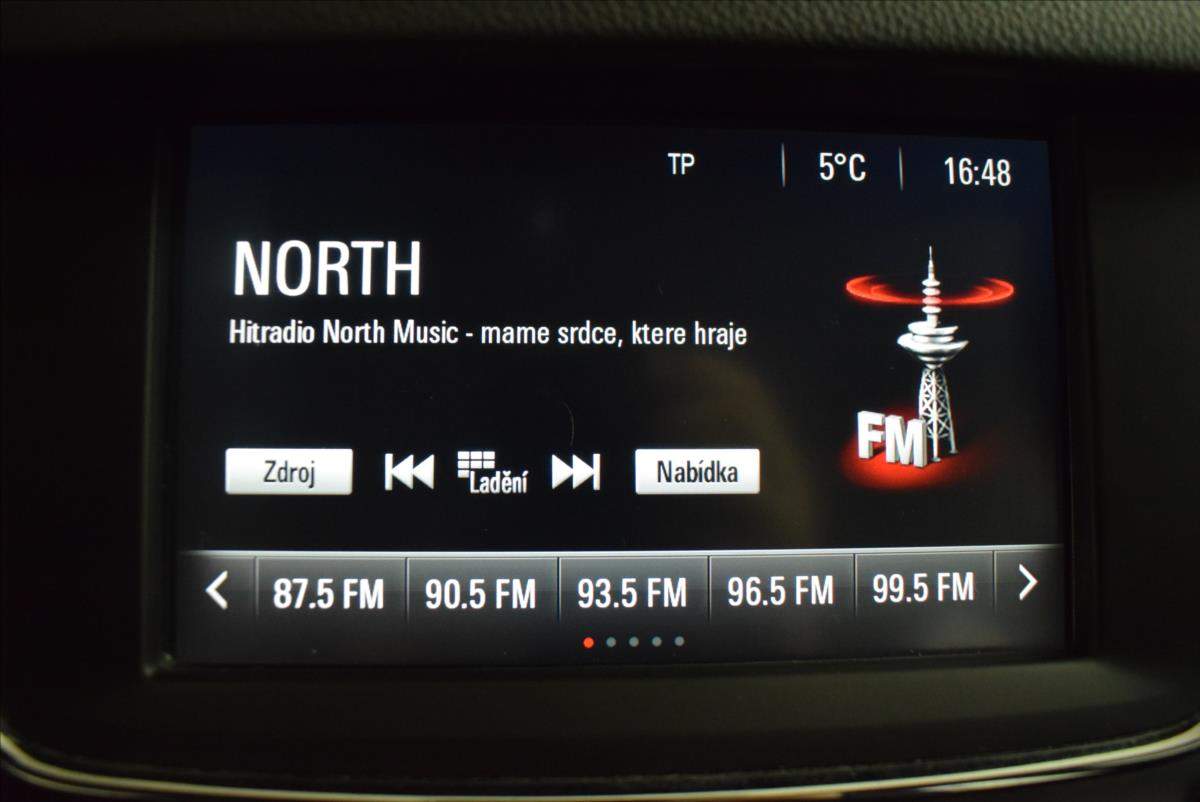 TP 5°C 16:48
NORTH
Hitradio North Music - mame srdce, ktere hraje
FM
Zdroj Ladění Nabídka
87.5 FM 90.5 FM 93.5 FM 96.5 FM 99.5 FM